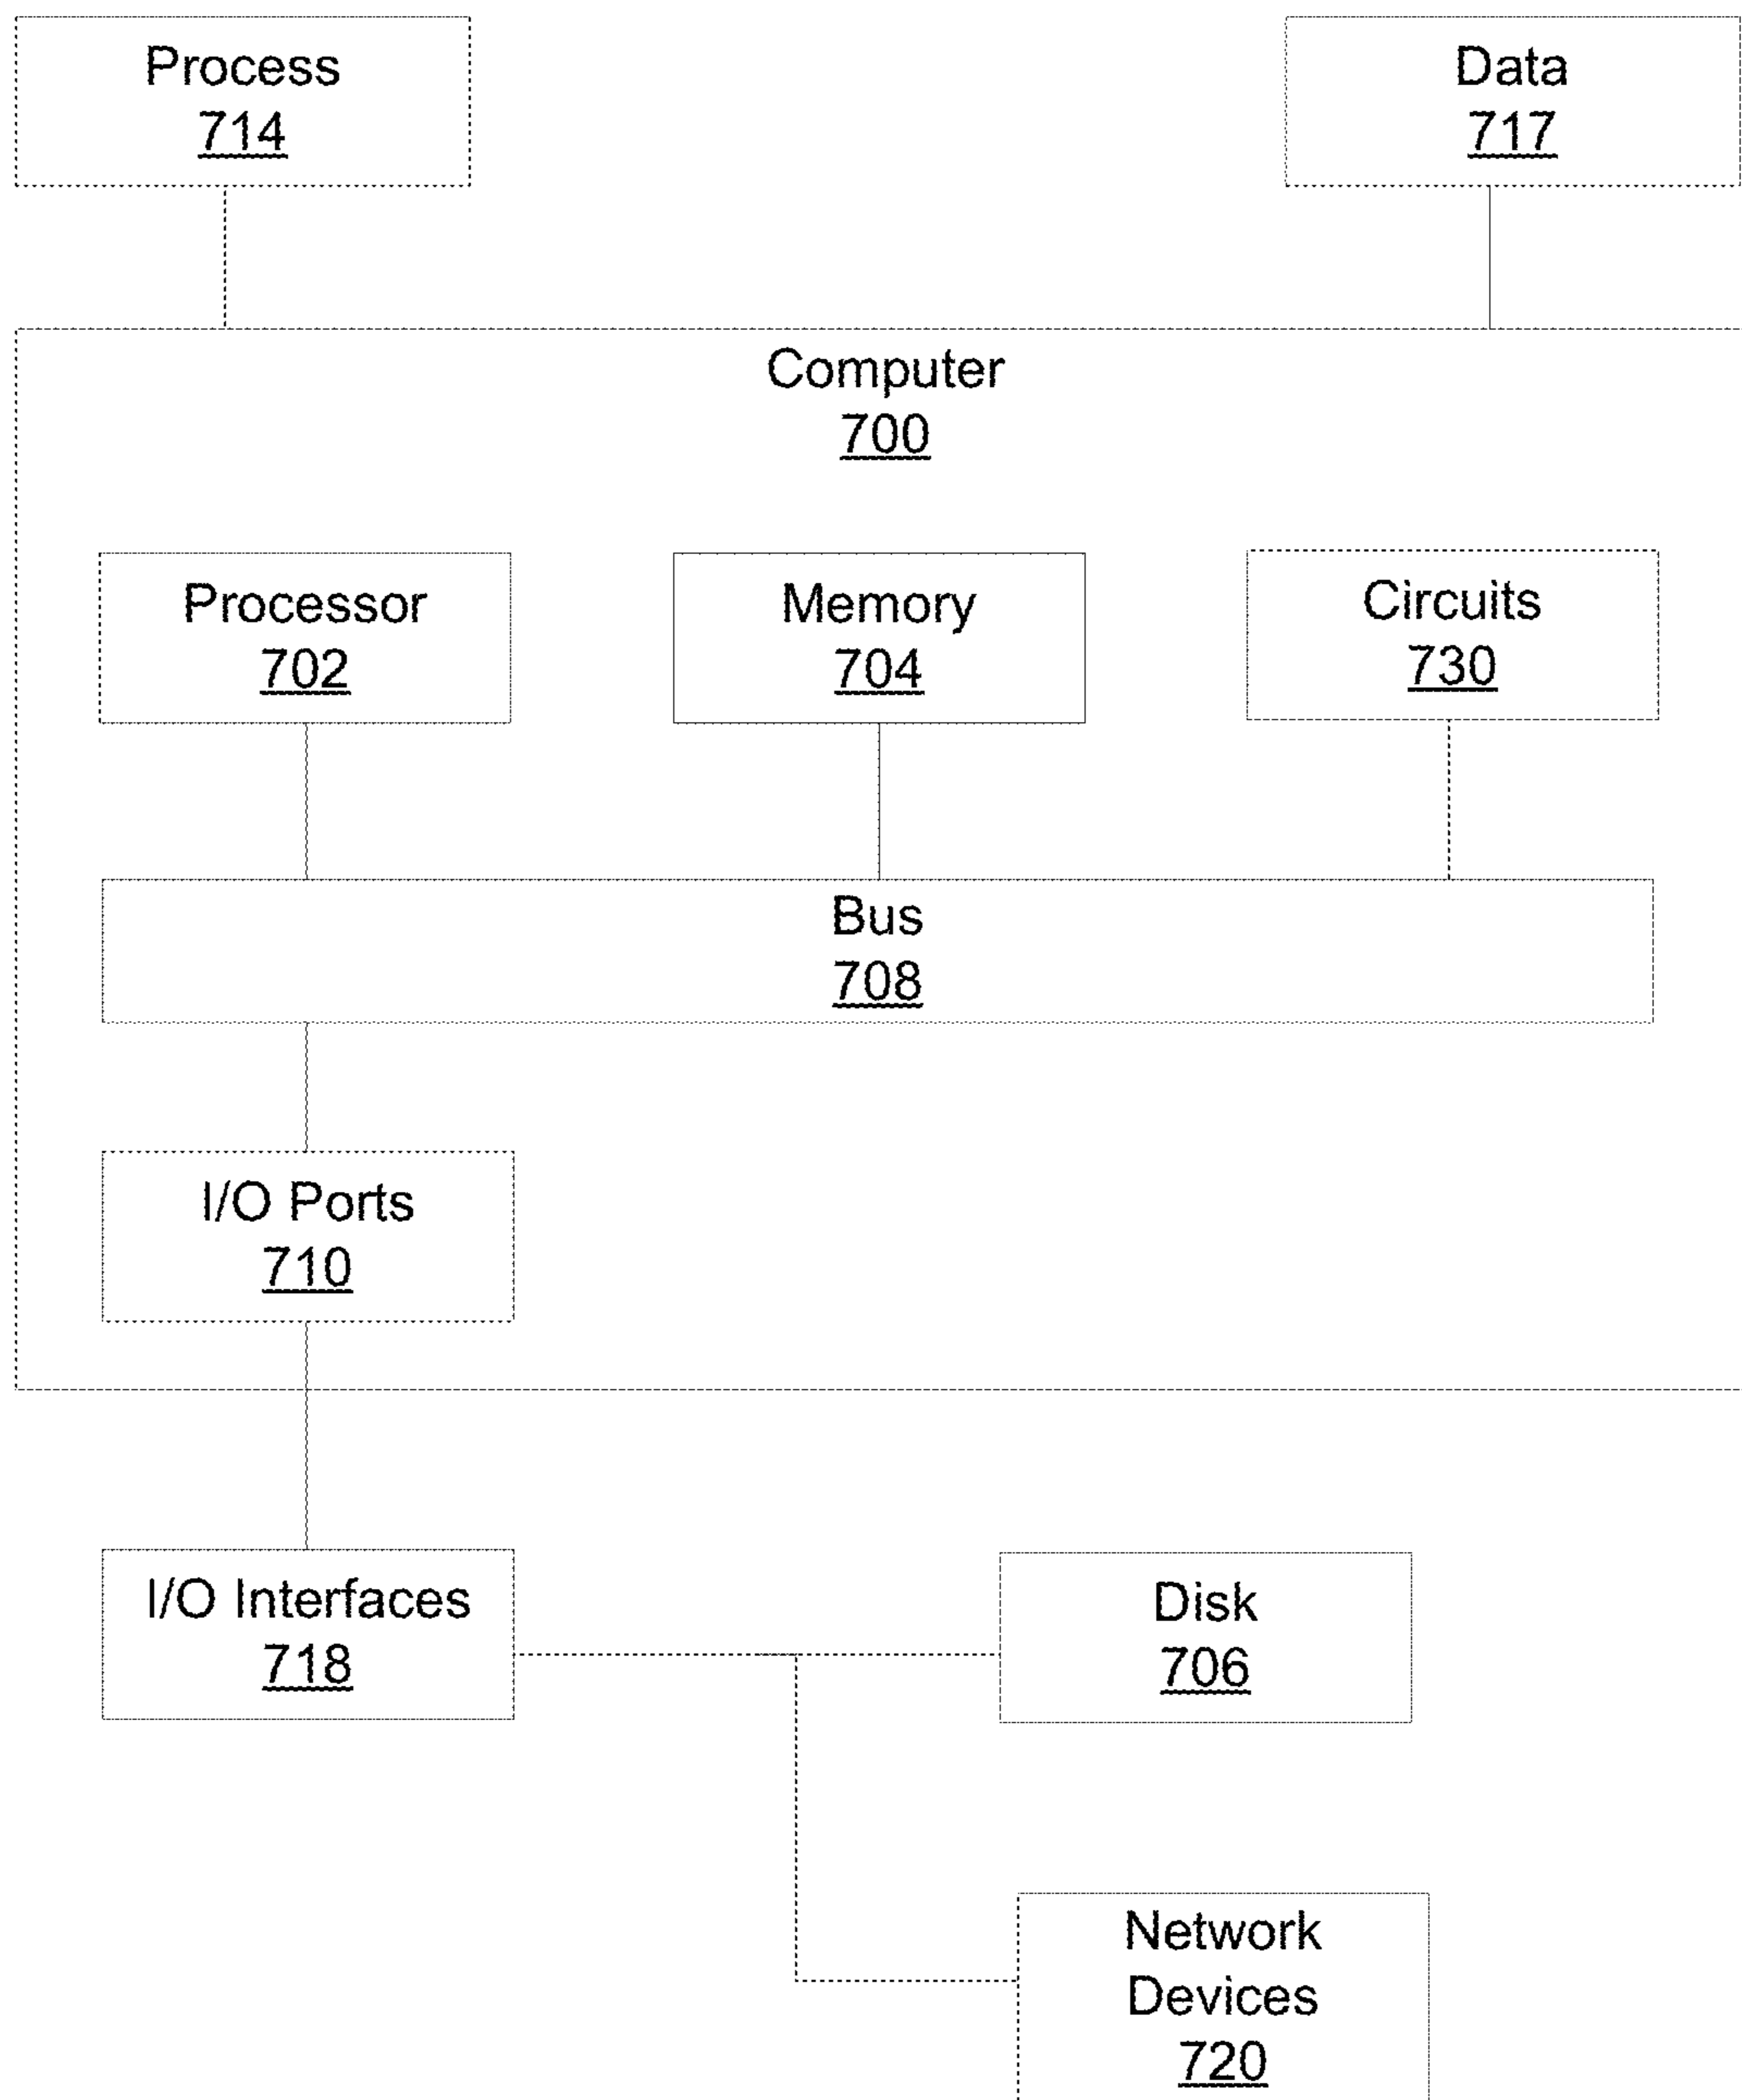 Process
714
Data
717
Computer
700
Processor
702
Memory
704
Circuits
730
Bus
708
I/O Ports
710
I/O Interfaces
718
Disk
706
Network
Devices
720